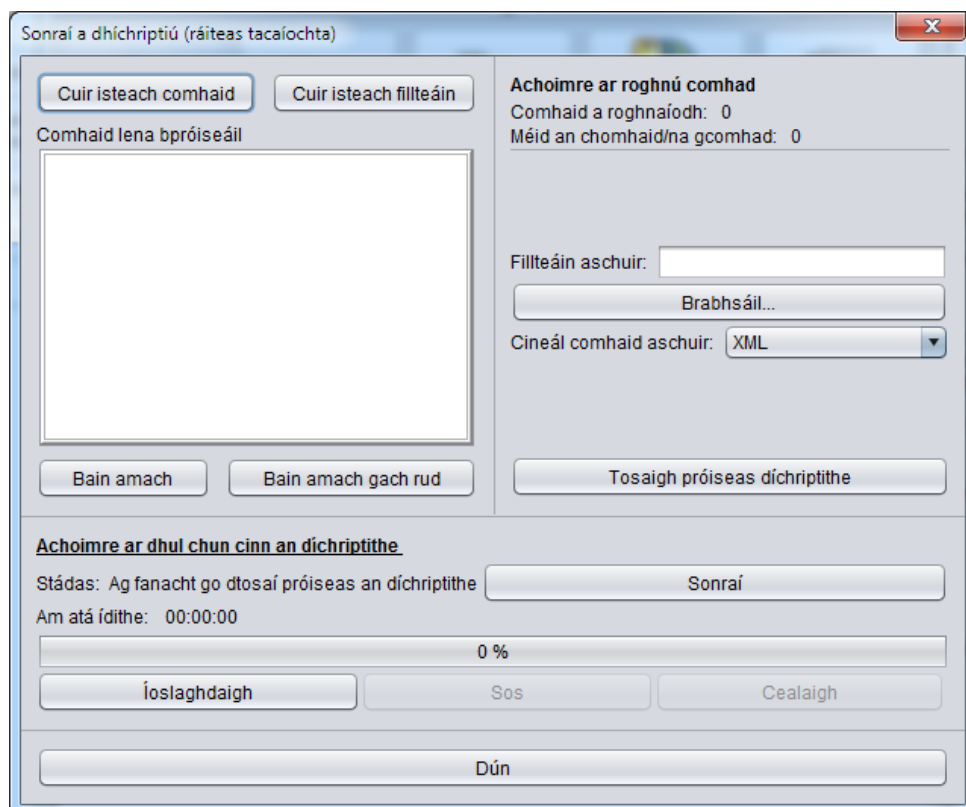 Sonraí a dhíchriptiú (ráiteas tacaíochta)
Cuir isteach comhaid
Cuir isteach fillteáin
Comhaid lena bpróiseáil
Bain amach
Bain amach gach rud
Achoimre ar roghnú comhad
Comhaid a roghnaíodh: 0
Méid an chomhaid/na gcomhad: 0
Fillteáin aschuir:
Brabhsáil...
Cineál comhaid aschuir: XML
Tosaigh próiseas díchriptithe
Achoimre ar dhul chun cinn an díchriptithe
Stádas: Ag fanacht go dtosaí próiseas an díchriptithe
Sonraí
Am atá ídithe: 00:00:00
0 %
Íoslaghdaigh
Sos
Cealaigh
Dún